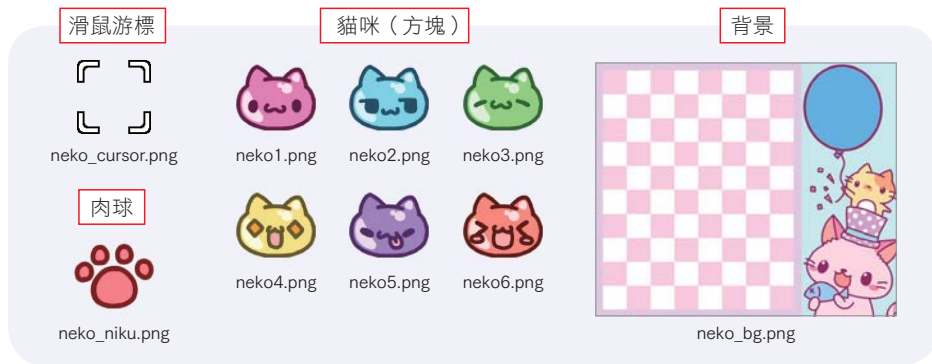 滑鼠游標
貓咪（方塊）
背景
neko_cursor.png
neko1.png
neko2.png
neko3.png
肉球
neko4.png
neko5.png
neko6.png
neko_niku.png
neko_bg.png